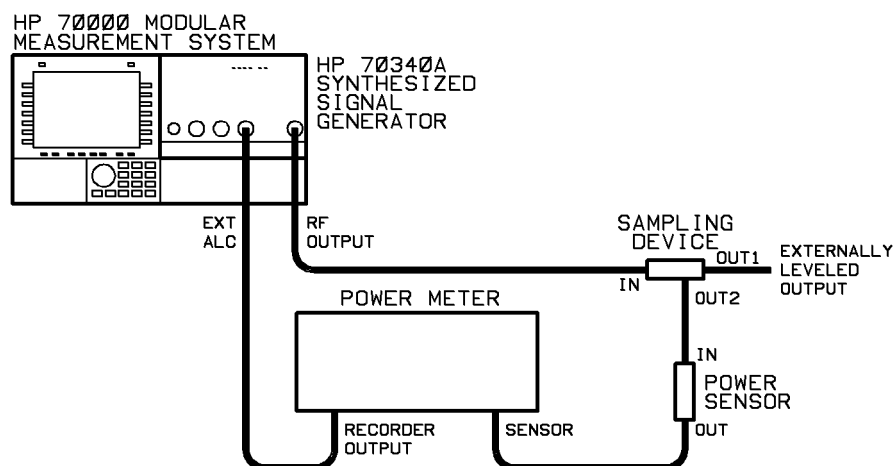 HP 70000 MODULAR
MEASUREMENT SYSTEM
HP 70340A
SYNTHESIZED
SIGNAL
GENERATOR
EXT
ALC
RF
OUTPUT
SAMPLING
DEVICE
OUT1
EXTERNALLY
LEVELED
OUTPUT
IN
OUT2
POWER METER
IN
POWER
SENSOR
OUT
RECORDER
OUTPUT
SENSOR